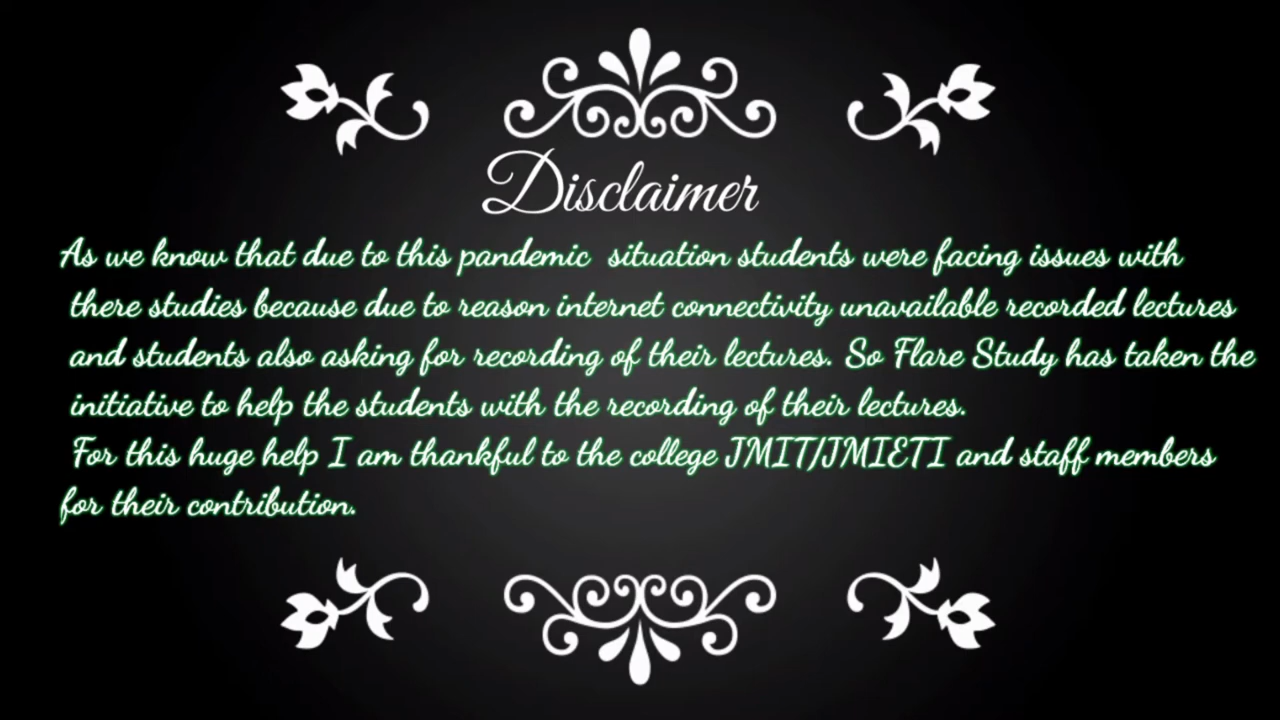 Disclaimer
As we know that due to this pandemic situation students were facing issues with
there studies because due to reason internet connectivity unavailable recorded lectures
and students also asking for recording of their lectures. So Flare Study has taken the
initiative to help the students with the recording of their lectures.
For this huge help I am thankful to the college JMIT/JMIETI and staff members
for their contribution.